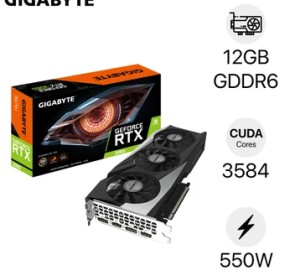 GIGABYTE
12GB
GDDR6
GIGABYTE
GEFORCE
RTX
CUDA
Cores
3584
RTX
550W